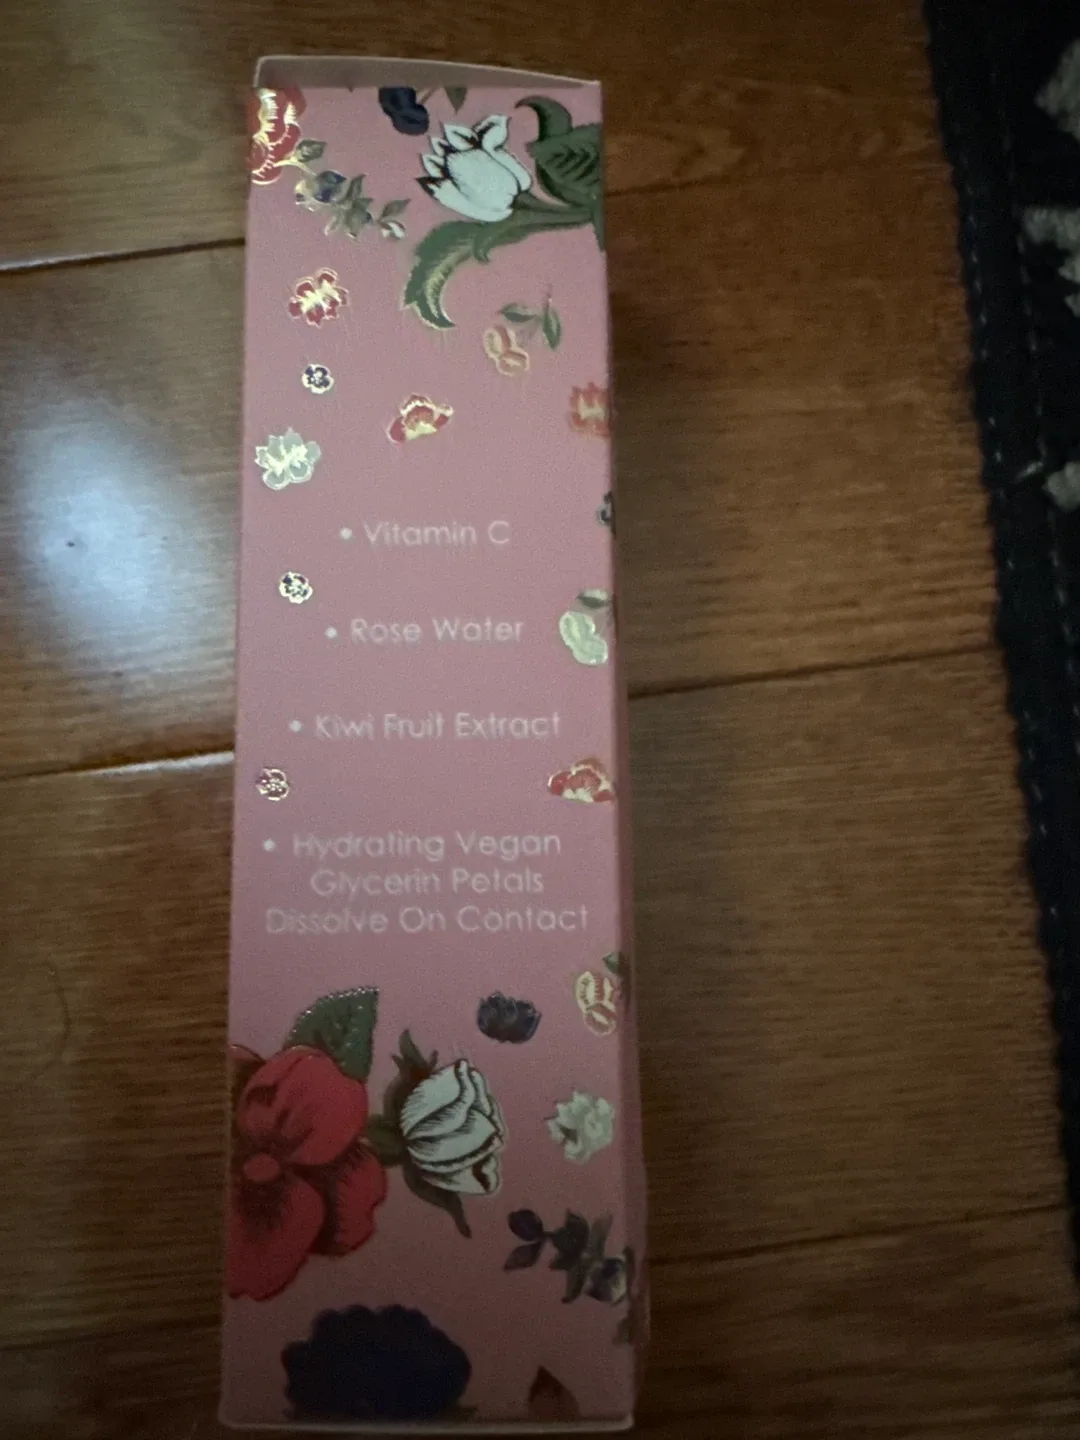 • Vitamin C
• Rose Water
• Kiwi Fruit Extract
• Hydrating Vegan
Glycerin Petals
Dissolve On Contact